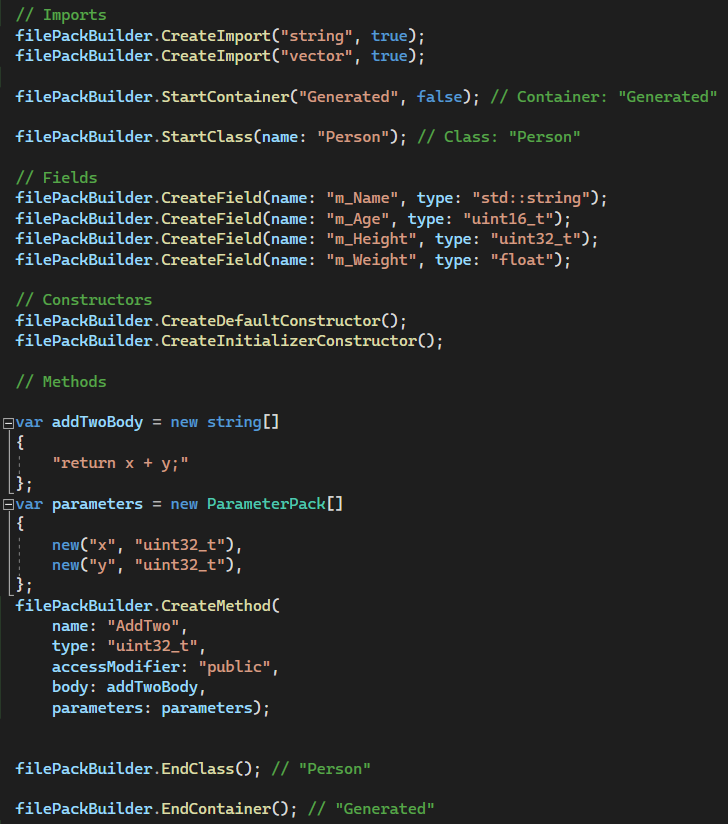 // Imports
filePackBuilder.CreateImport("string", true);
filePackBuilder.CreateImport("vector", true);
filePackBuilder.StartContainer("Generated", false); // Container: "Generated"
filePackBuilder.StartClass(name: "Person"); // Class: "Person"
// Fields
filePackBuilder.CreateField(name: "m_Name", type: "std::string");
filePackBuilder.CreateField(name: "m_Age", type: "uint16_t");
filePackBuilder.CreateField(name: "m_Height", type: "uint32_t");
filePackBuilder.CreateField(name: "m_Weight", type: "float");
// Constructors
filePackBuilder.CreateDefaultConstructor();
filePackBuilder.CreateInitializerConstructor();
// Methods
var addTwoBody = new string[]
{
    "return x + y;"
};
var parameters = new ParameterPack[]
{
    new("x", "uint32_t"),
    new("y", "uint32_t"),
};
filePackBuilder.CreateMethod(
    name: "AddTwo",
    type: "uint32_t",
    accessModifier: "public",
    body: addTwoBody,
    parameters: parameters);
filePackBuilder.EndClass(); // "Person"
filePackBuilder.EndContainer(); // "Generated"